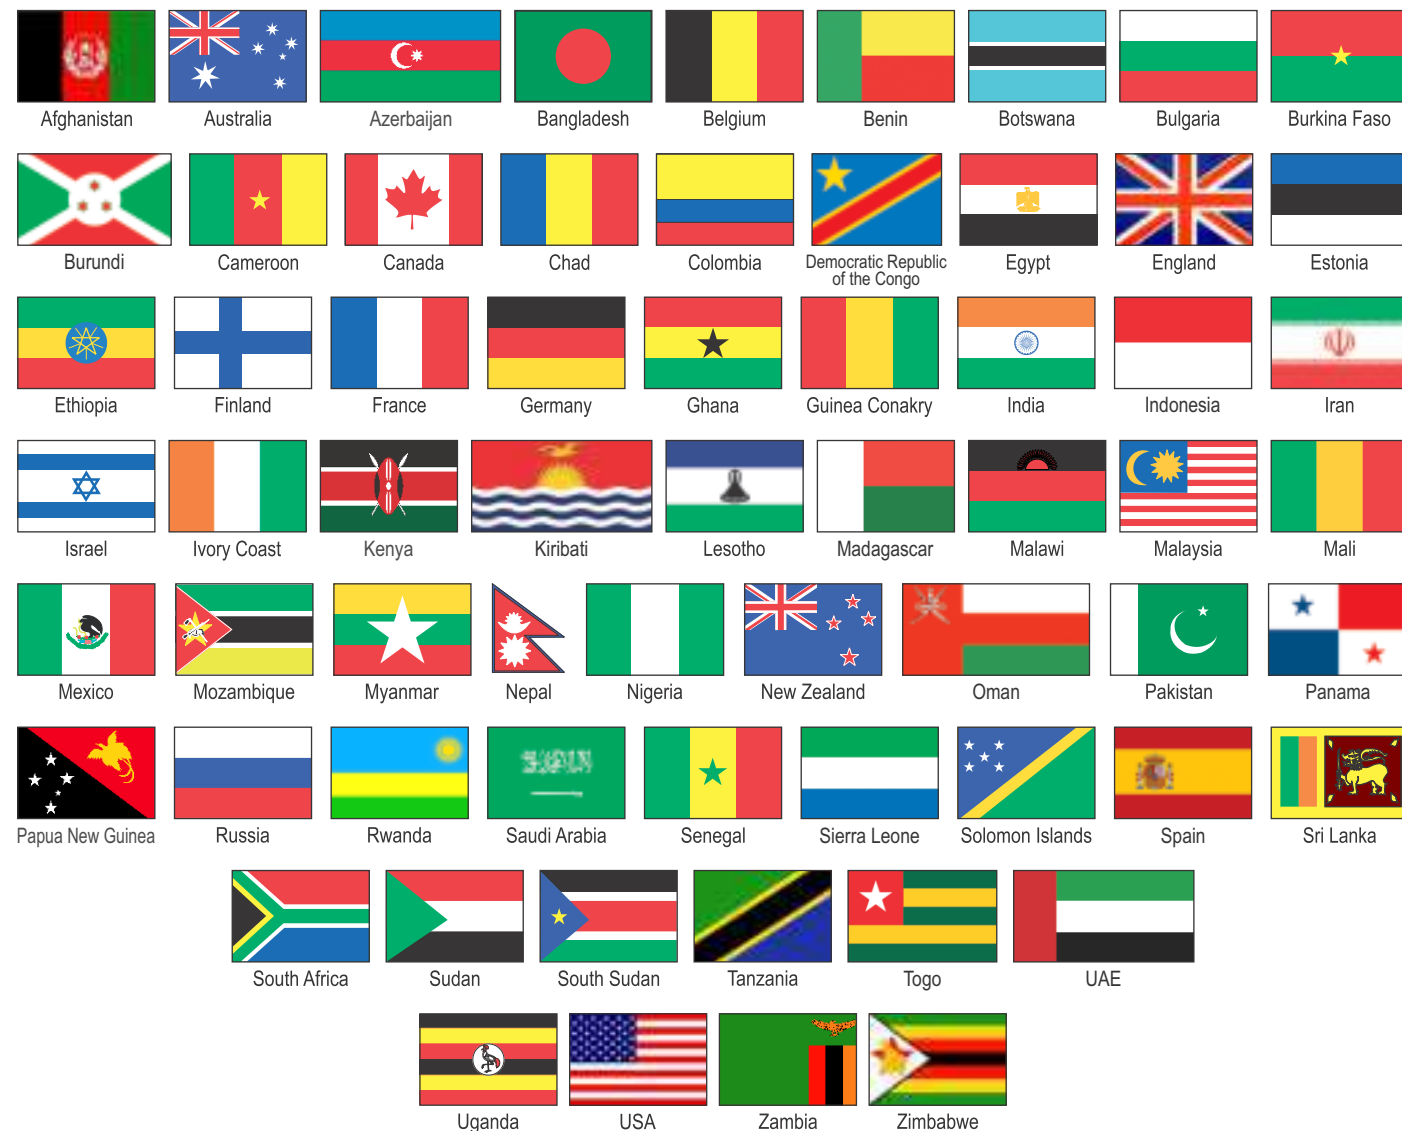 Afghanistan
Australia
Azerbaijan
Bangladesh
Belgium
Benin
Botswana
Bulgaria
Burkina Faso
Burundi
Cameroon
Canada
Chad
Colombia
Democratic Republic
of the Congo
Egypt
England
Estonia
Ethiopia
Finland
France
Germany
Ghana
Guinea Conakry
India
Indonesia
Iran
Israel
Ivory Coast
Kenya
Kiribati
Lesotho
Madagascar
Malawi
Malaysia
Mali
Mexico
Mozambique
Myanmar
Nepal
Nigeria
New Zealand
Oman
Pakistan
Panama
Papua New Guinea
Russia
Rwanda
Saudi Arabia
Senegal
Sierra Leone
Solomon Islands
Spain
Sri Lanka
South Africa
Sudan
South Sudan
Tanzania
Togo
UAE
Uganda
USA
Zambia
Zimbabwe